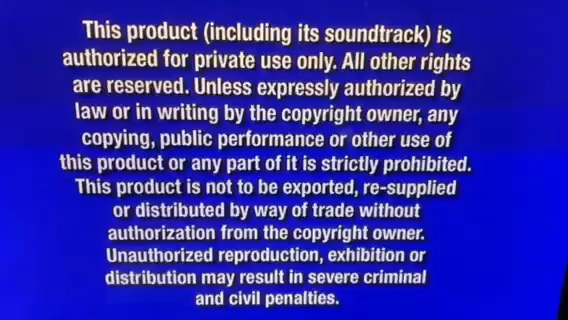 This product (including its soundtrack) is
authorized for private use only. All other rights
are reserved. Unless expressly authorized by
law or in writing by the copyright owner, any
copying, public performance or other use of
this product or any part of it is strictly prohibited.
This product is not to be exported, re-supplied
or distributed by way of trade without
authorization from the copyright owner.
Unauthorized reproduction, exhibition or
distribution may result in severe criminal
and civil penalties.